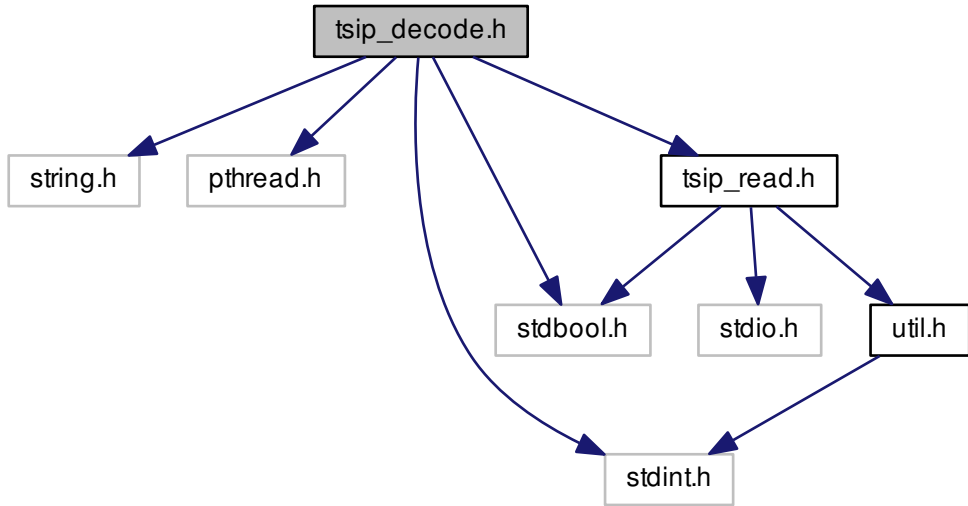 tsip_decode.h
string.h
pthread.h
tsip_read.h
stdbool.h
stdio.h
util.h
stdint.h